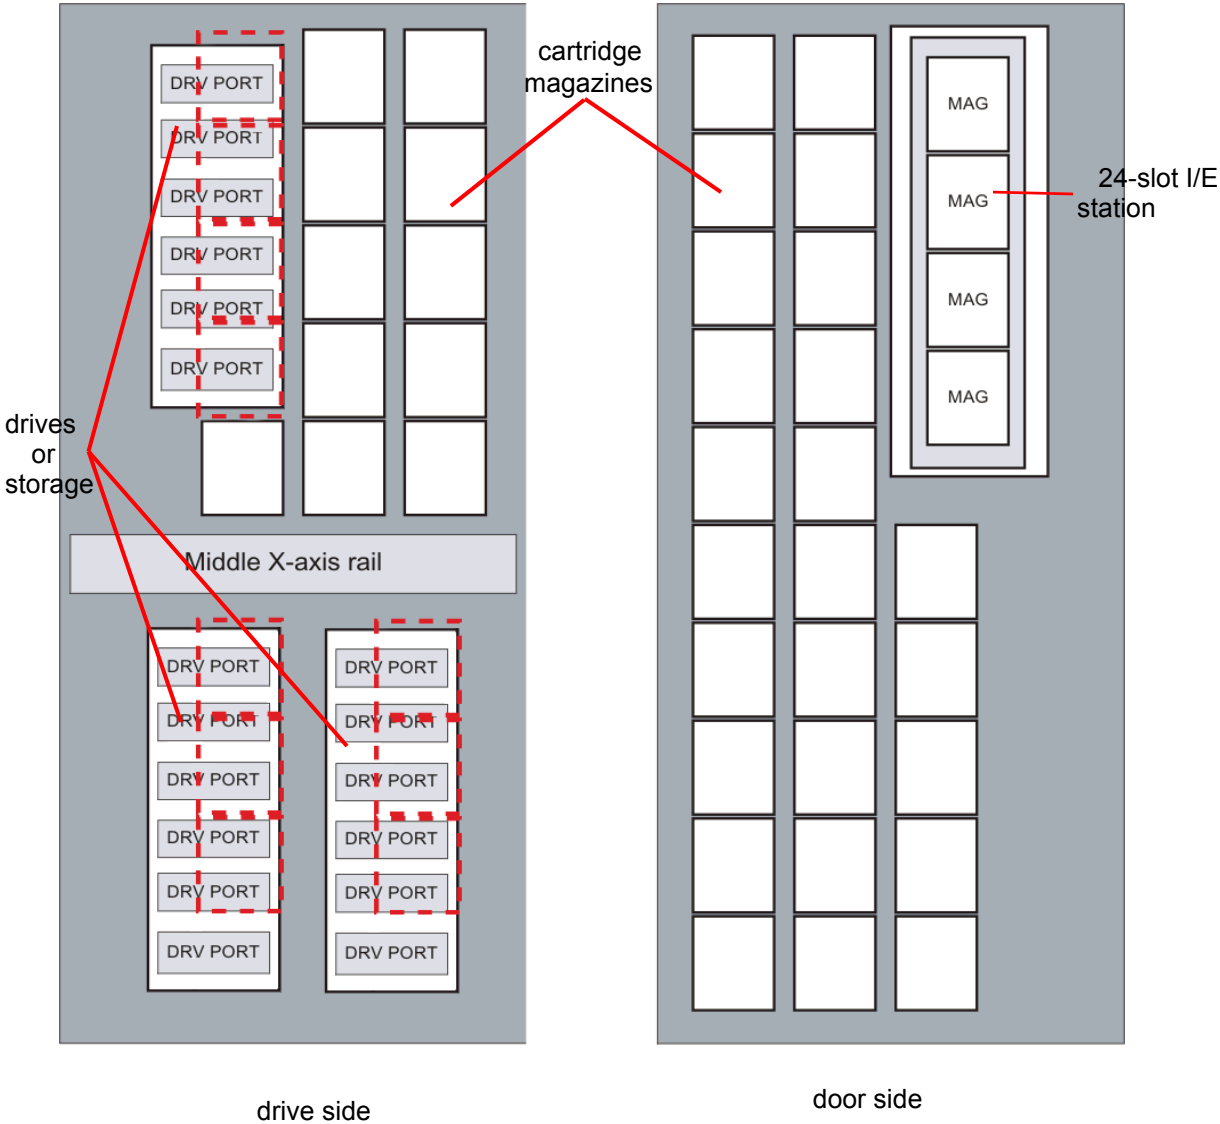 cartridge
magazines
DRV PORT
DRV PORT
DRV PORT
DRV PORT
DRV PORT
DRV PORT
MAG
MAG
MAG
MAG
24-slot I/E
station
drives
or
storage
Middle X-axis rail
DRV PORT
DRV PORT
DRV PORT
DRV PORT
DRV PORT
DRV PORT
DRV PORT
DRV PORT
DRV PORT
DRV PORT
DRV PORT
DRV PORT
drive side
door side